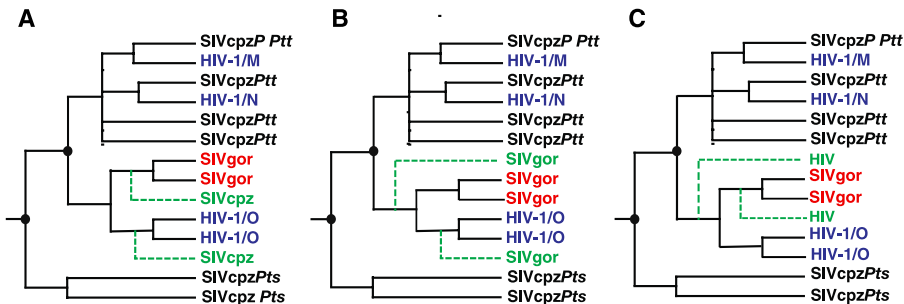 A
SIVcpzP Ptt
HIV-1/M
SIVcpzPtt
HIV-1/N
SIVcpzPtt
SIVcpzPtt
SIVgor
SIVgor
SIVcpz
HIV-1/O
HIV-1/O
SIVcpz
SIVcpzPts
SIVcpz Pts
B
SIVcpzP Ptt
HIV-1/M
SIVcpzPtt
HIV-1/N
SIVcpzPtt
SIVcpzPtt
SIVgor
SIVgor
SIVgor
HIV-1/O
HIV-1/O
SIVgor
SIVcpzPts
SIVcpzPts
C
SIVcpzP Ptt
HIV-1/M
SIVcpzPtt
HIV-1/N
SIVcpzPtt
SIVcpzPtt
HIV
SIVgor
SIVgor
HIV
HIV-1/O
HIV-1/O
SIVcpzPts
SIVcpzPts